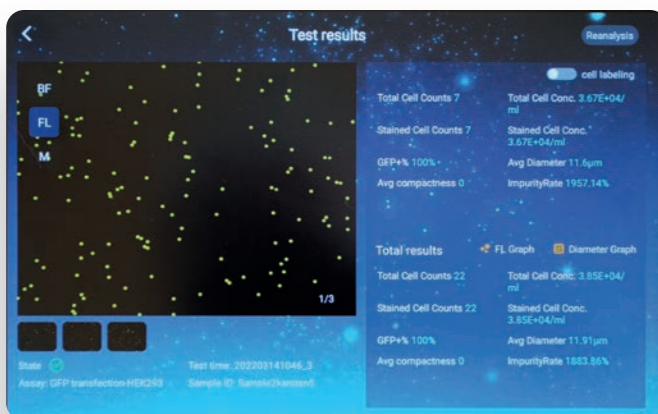 Test results
Reanalysis
BF
FL
M
1/3
cell labeling
Total Cell Counts 7
Total Cell Conc. 3.67E+04/
ml
Stained Cell Counts 7
Stained Cell Conc.
3.67E+04/ml
GFP+% 100%
Avg Diameter 11.6μm
Avg compactness 0
ImpurityRate 1957.14%
Total results
FL Graph
Diameter Graph
Total Cell Counts 22
Total Cell Conc. 3.85E+04/
ml
Stained Cell Counts 22
Stained Cell Conc.
3.85E+04/ml
GFP+% 100%
Avg Diameter 11.91μm
Avg compactness 0
ImpurityRate 1883.86%
State
Test time :202203141046_3
Assay: GFP transfection-HEK293
Sample ID: Sample2karsten5